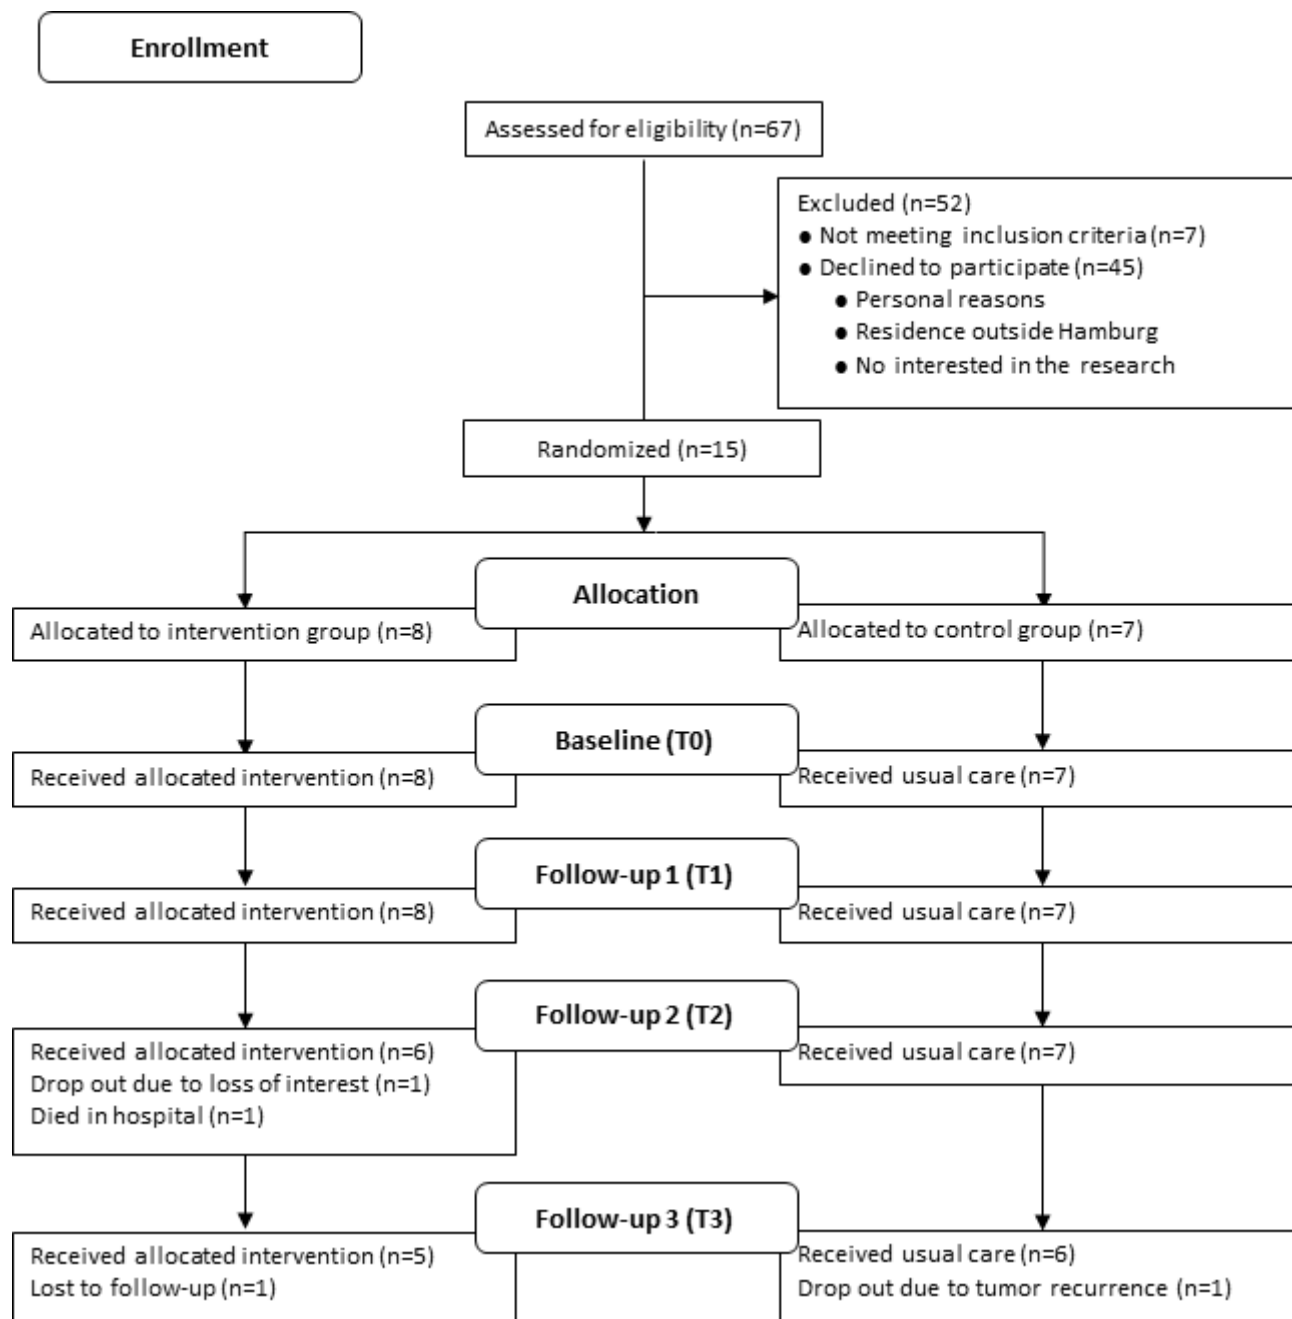 Enrollment
Assessed for eligibility (n=67)
Excluded (n=52)
● Not meeting inclusion criteria (n=7)
● Declined to participate (n=45)
● Personal reasons
● Residence outside Hamburg
● No interested in the research
Randomized (n=15)
Allocation
Allocated to intervention group (n=8)
Allocated to control group (n=7)
Baseline (T0)
Received allocated intervention (n=8)
Received usual care (n=7)
Follow-up 1 (T1)
Received allocated intervention (n=8)
Received usual care (n=7)
Follow-up 2 (T2)
Received allocated intervention (n=6)
Drop out due to loss of interest (n=1)
Died in hospital (n=1)
Received usual care (n=7)
Follow-up 3 (T3)
Received allocated intervention (n=5)
Lost to follow-up (n=1)
Received usual care (n=6)
Drop out due to tumor recurrence (n=1)